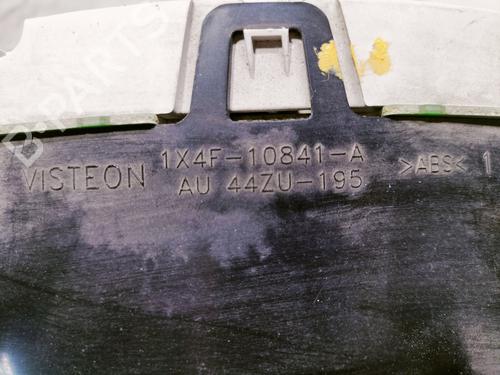 B-PARTS
VISTEON 1X4F-10841-A >ABS< 1
AU 44ZU-195